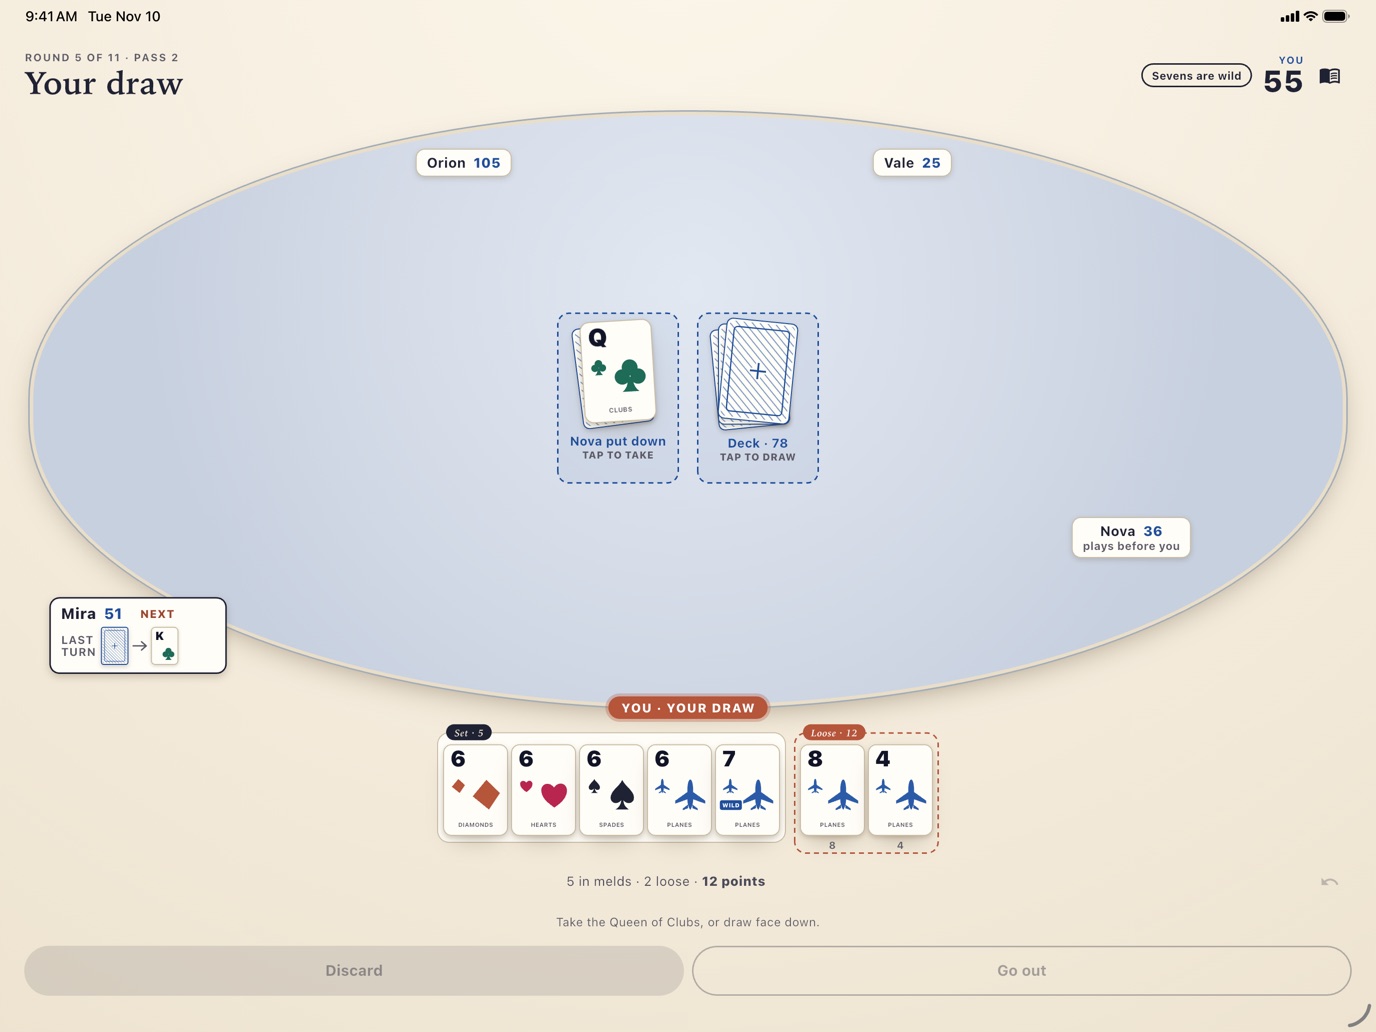 9:41 AM Tue Nov 10
ROUND 5 OF 11 · PASS 2
Your draw
Sevens are wild
YOU
55
Orion 105
Vale 25
Q
CLUBS
Nova put down
TAP TO TAKE
Deck · 78
TAP TO DRAW
Nova 36
plays before you
Mira 51 NEXT
LAST TURN
K
YOU · YOUR DRAW
Set · 5
6
DIAMONDS
6
HEARTS
6
SPADES
6
PLANES
7
WILD
PLANES
Loose · 12
8
PLANES
8
4
PLANES
4
5 in melds · 2 loose · 12 points
Take the Queen of Clubs, or draw face down.
Discard
Go out